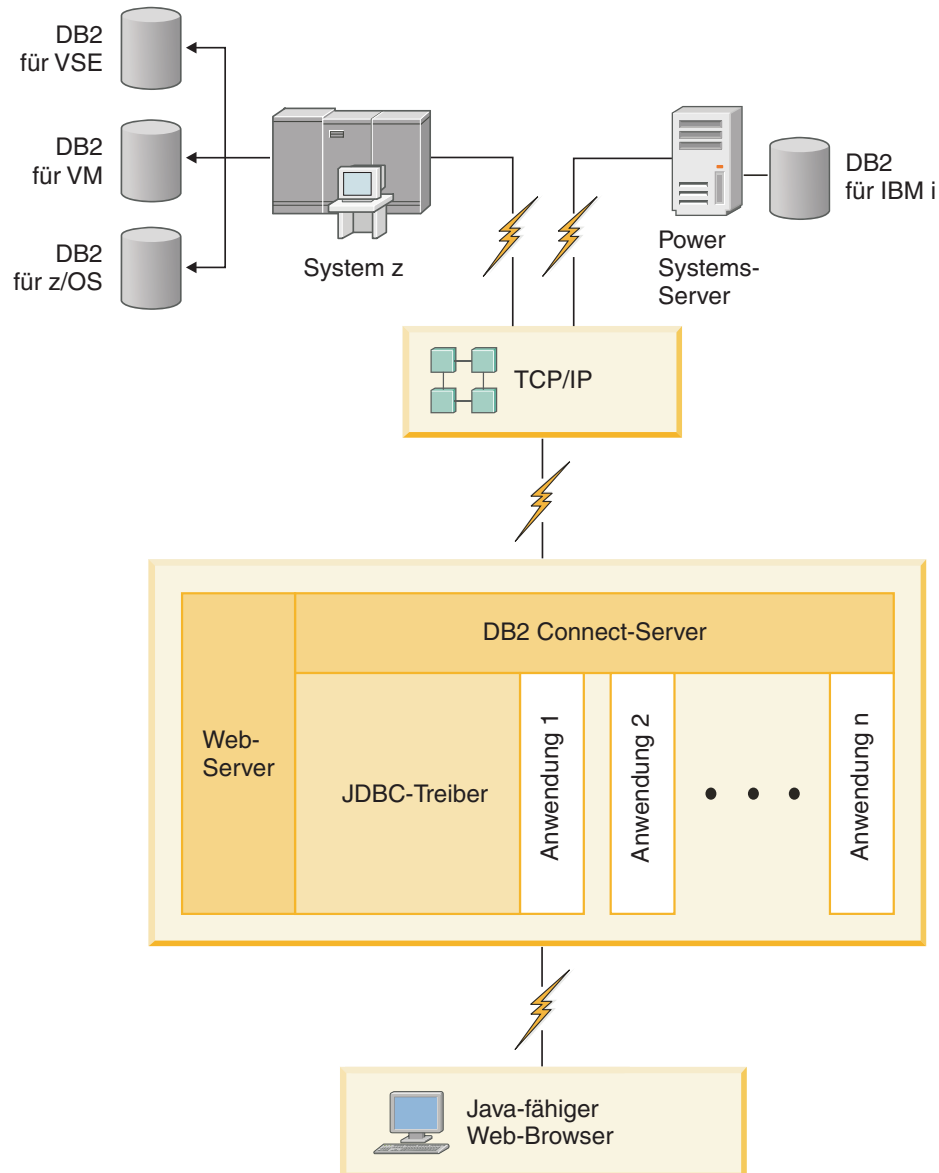 DB2
für VSE
DB2
für VM
DB2
für z/OS
System z
Power
Systems-
Server
DB2
für IBM i
TCP/IP
DB2 Connect-Server
Web-
Server
JDBC-Treiber
Anwendung 1
Anwendung 2
Anwendung n
Java-fähiger
Web-Browser